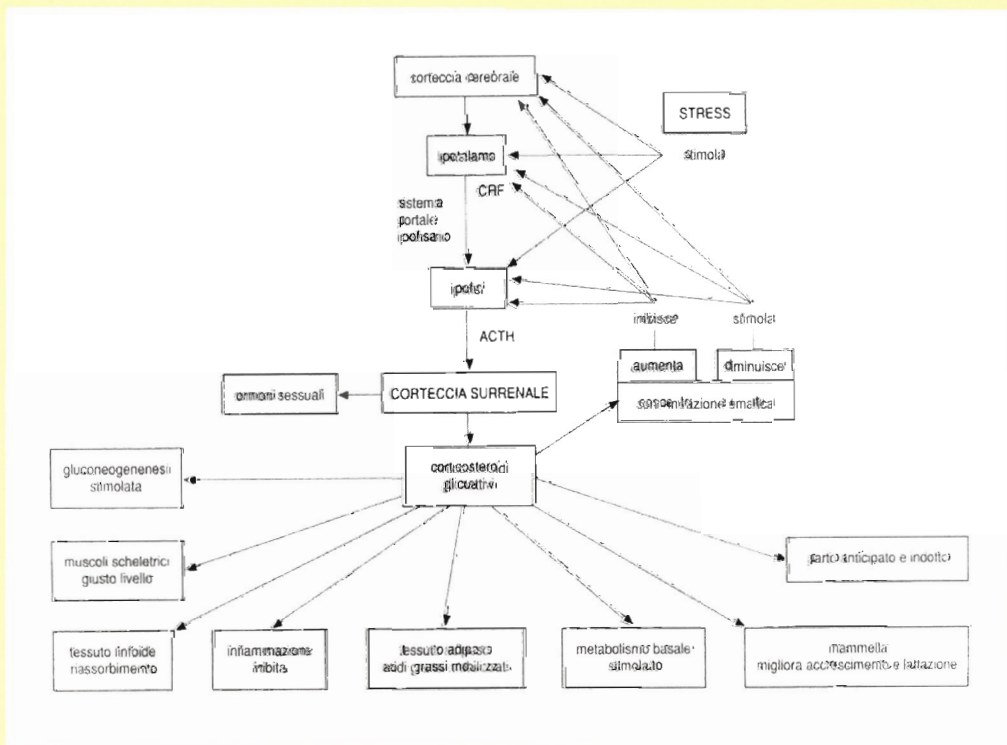 corteccia cerebrale
STRESS
stimola
ipotalamo
CRF
sistema
portale
ipofisario
ipofisi
inibisce
stimola
ACTH
aumenta
diminuisce
concentrazione ematica
ormoni sessuali
CORTECCIA SURRENALE
corticosteroidi
glicoattivi
gluconeogenenesi
stimolata
muscoli scheletrici
giusto livello
parto anticipato e indotto
tessuto linfoide
riassorbimento
infiammazione
inibita
tessuto adiposo
acidi grassi mobilizzati
metabolismo basale
stimolato
mammella
migliora accrescimento e lattazione